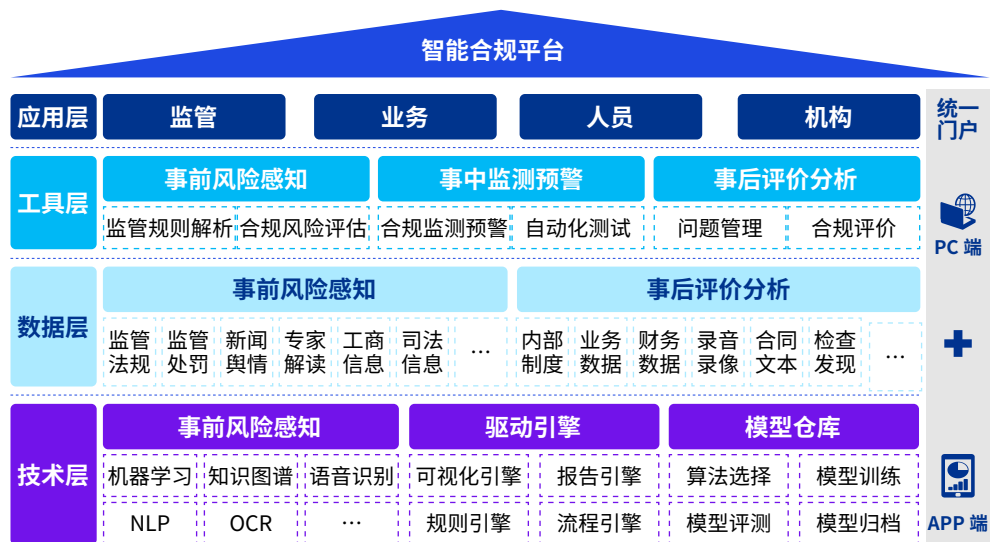 智能合规平台
应用层
监管
业务
人员
机构
统一
门户
工具层
事前风险感知
事中监测预警
事后评价分析
监管规则解析
合规风险评估
合规监测预警
自动化测试
问题管理
合规评价
PC 端
数据层
事前风险感知
事后评价分析
监管
法规
监管
处罚
新闻
舆情
专家
解读
工商
信息
司法
信息
…
内部
制度
业务
数据
财务
数据
录音
录像
合同
文本
检查
发现
…
技术层
事前风险感知
驱动引擎
模型仓库
机器学习
知识图谱
语音识别
可视化引擎
报告引擎
算法选择
模型训练
NLP
OCR
…
规则引擎
流程引擎
模型评测
模型归档
APP 端